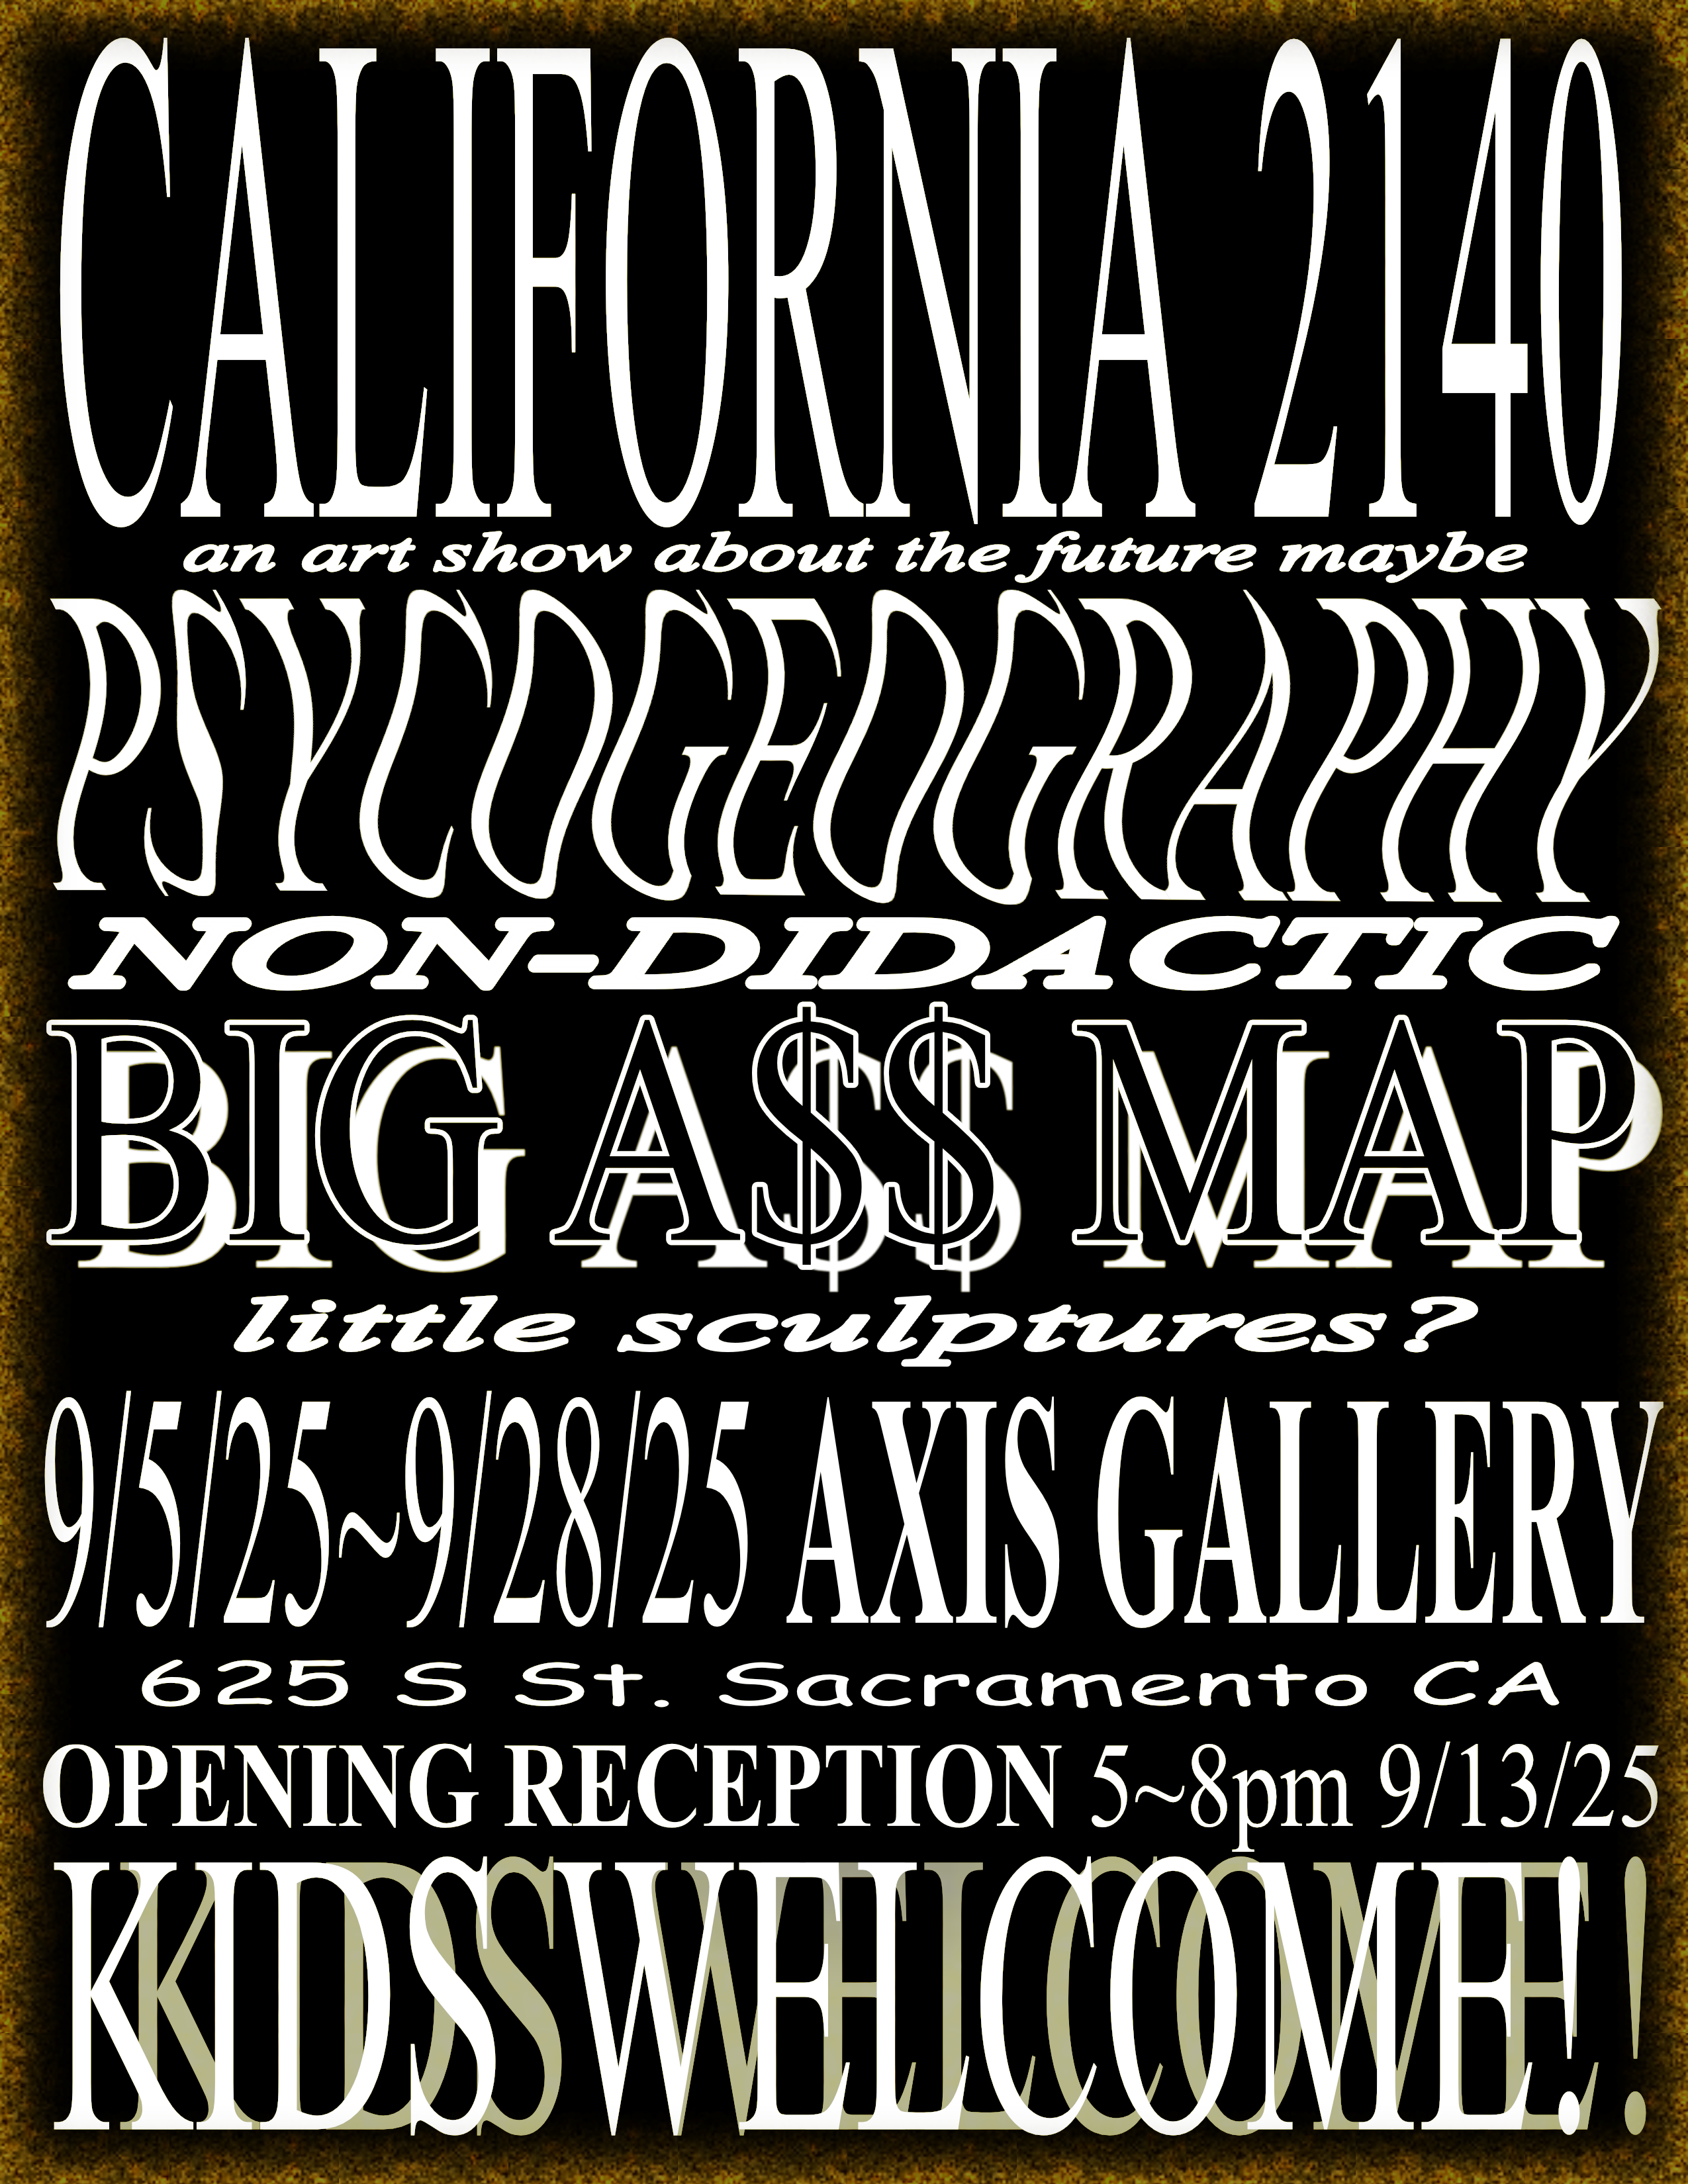 CALIFORNIA 2140
an art show about the future maybe
PSYCOGEOGRAPHY
NON-DIDACTIC
BIG A$$ MAP
little sculptures?
9/5/25~9/28/25 AXIS GALLERY
625 S St. Sacramento CA
OPENING RECEPTION 5~8pm 9/13/25
KIDS WELCOME!